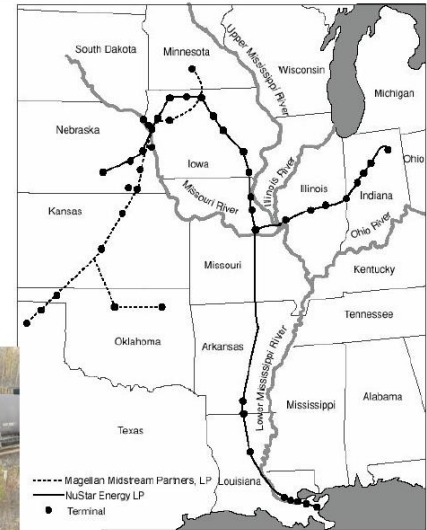 South Dakota
Minnesota
Upper Mississippi River
Wisconsin
Michigan
Nebraska
Iowa
Illinois River
Illinois
Indiana
Ohio
Missouri River
Kansas
Ohio River
Missouri
Kentucky
Tennessee
Oklahoma
Arkansas
Lower Mississippi River
Mississippi
Alabama
Texas
Louisiana
Magellan Midstream Partners, LP
NuStar Energy LP
Terminal